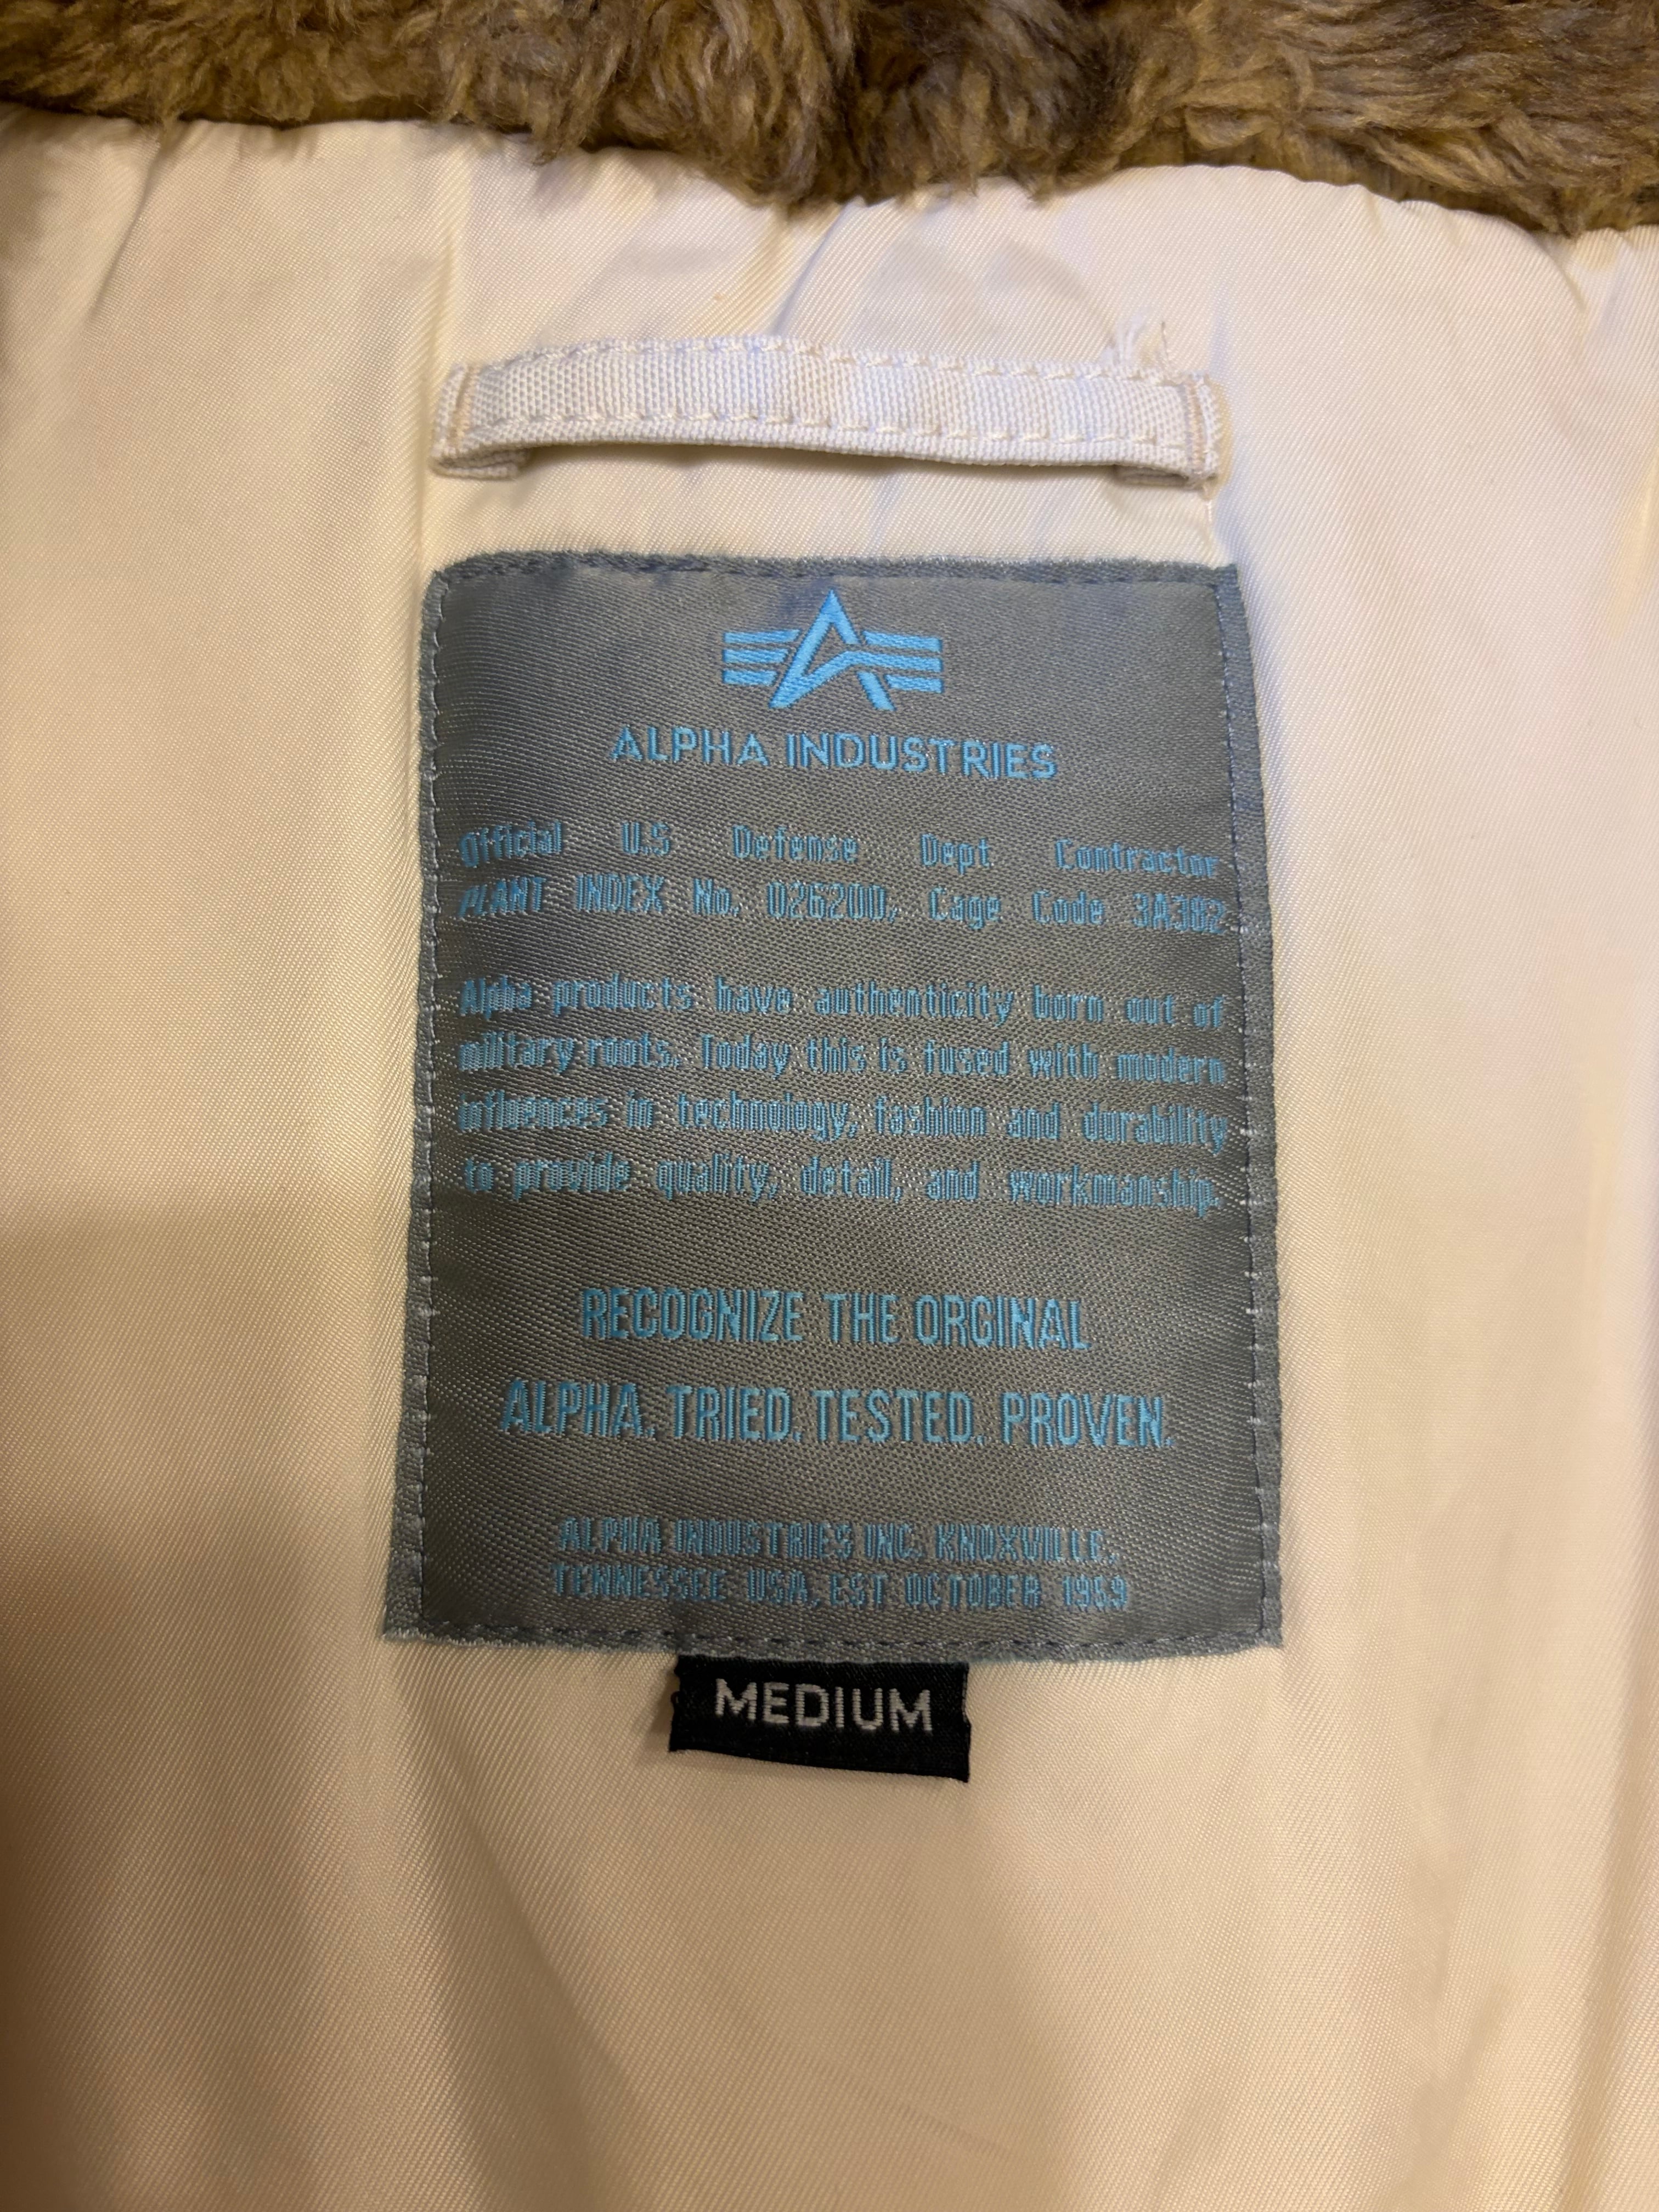 ALPHA INDUSTRIES
Official U.S Defense Dept Contractor
PLANT INDEX No. 02620D, Cage Code 3A382
Alpha products have authenticity born out of
military roots. Today this is fused with modern
influences in technology, fashion and durability
to provide quality, detail, and workmanship.
RECOGNIZE THE ORGINAL
ALPHA. TRIED. TESTED. PROVEN.
ALPHA INDUSTRIES INC. KNOXVILLE,
TENNESSEE USA, EST OCTOBER 1959
MEDIUM